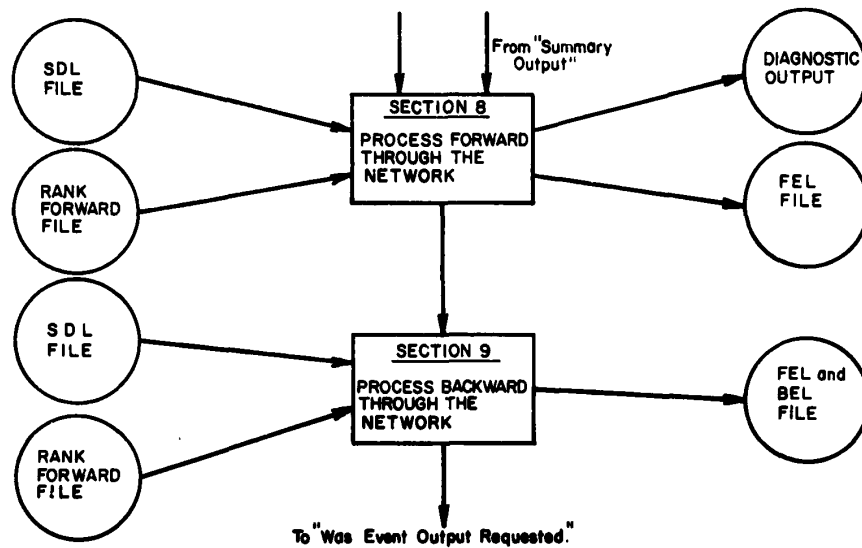 From "Summary
Output"
SDL
FILE
SECTION 8
PROCESS FORWARD
THROUGH THE
NETWORK
DIAGNOSTIC
OUTPUT
RANK
FORWARD
FILE
FEL
FILE
SDL
FILE
SECTION 9
PROCESS BACKWARD
THROUGH THE
NETWORK
FEL and
BEL
FILE
RANK
FORWARD
FILE
To "Was Event Output Requested."